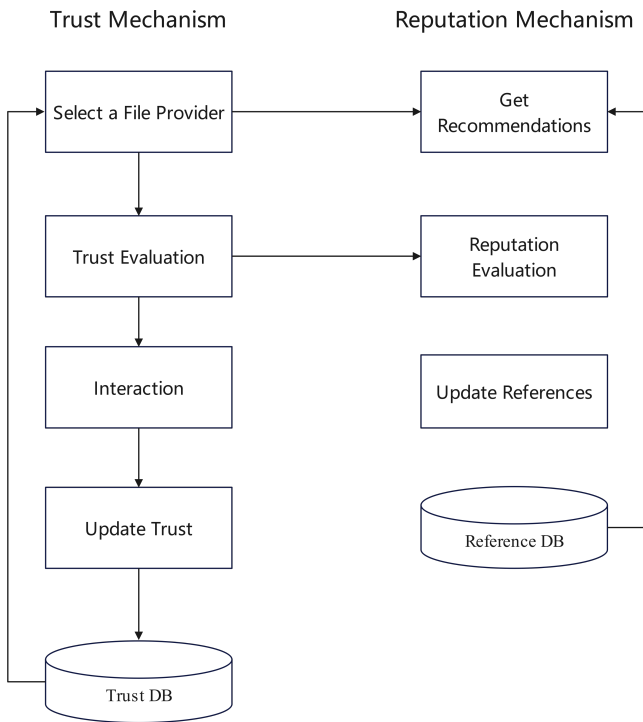 Trust Mechanism
Reputation Mechanism
Select a File Provider
Get
Recommendations
Trust Evaluation
Reputation
Evaluation
Interaction
Update References
Update Trust
Reference DB
Trust DB